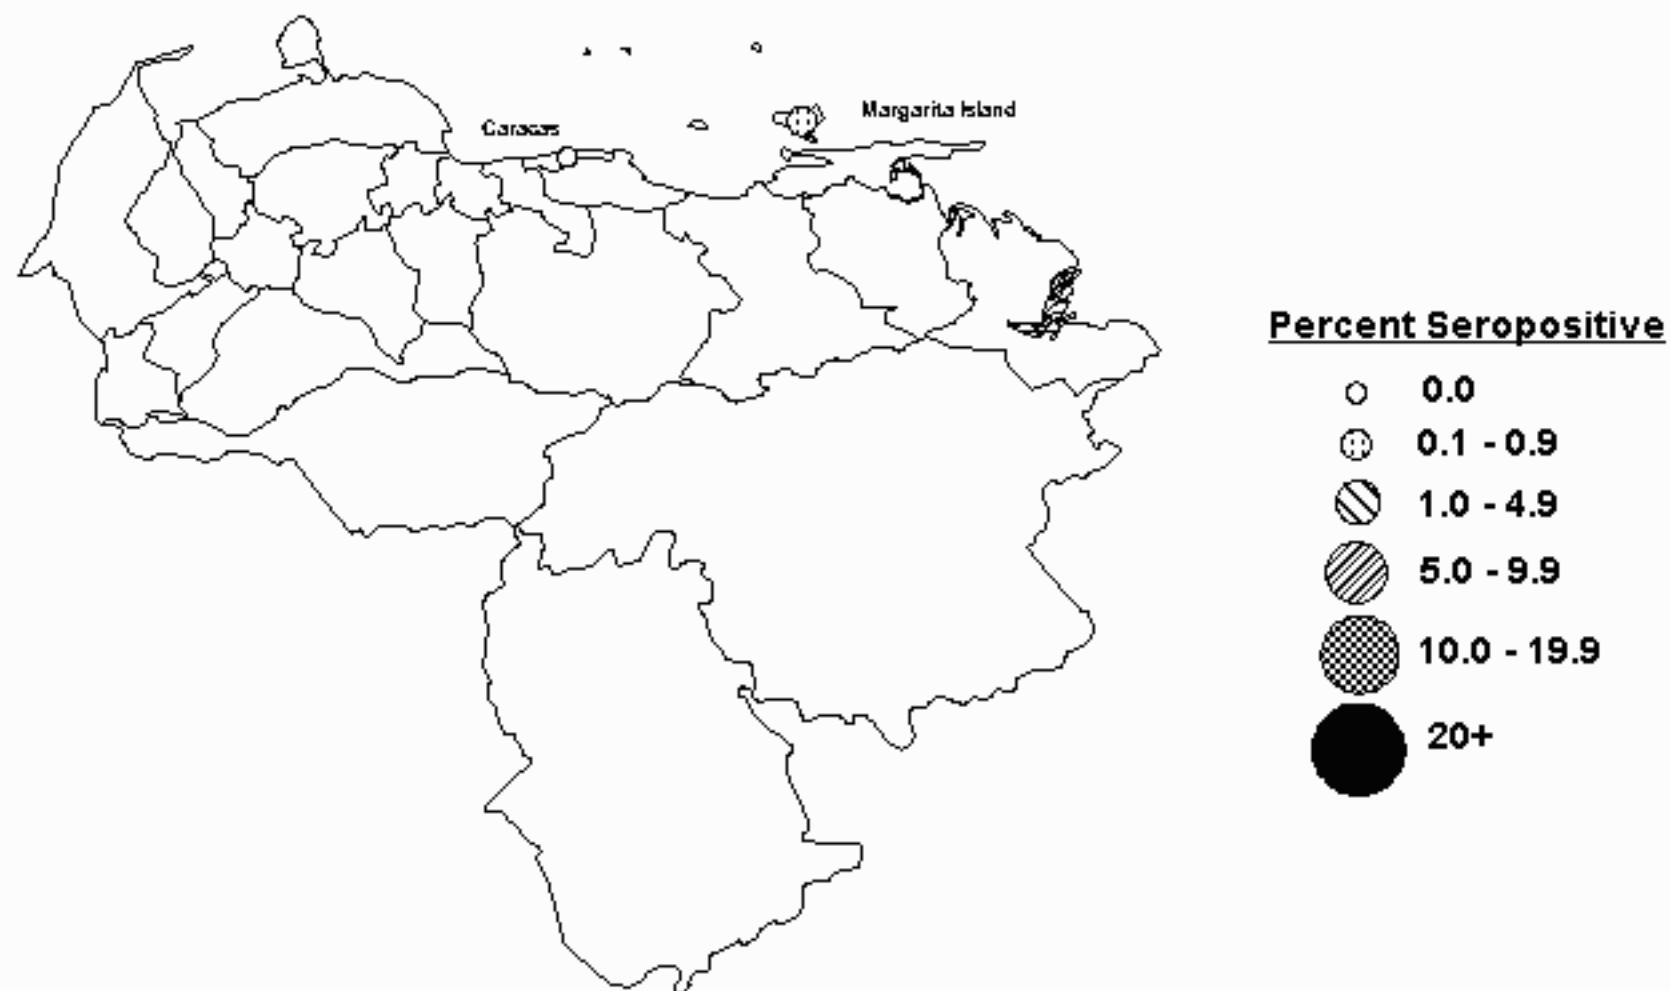 Margarita Island
Caracas
Percent Seropositive
0.0
0.1 - 0.9
1.0 - 4.9
5.0 - 9.9
10.0 - 19.9
20+